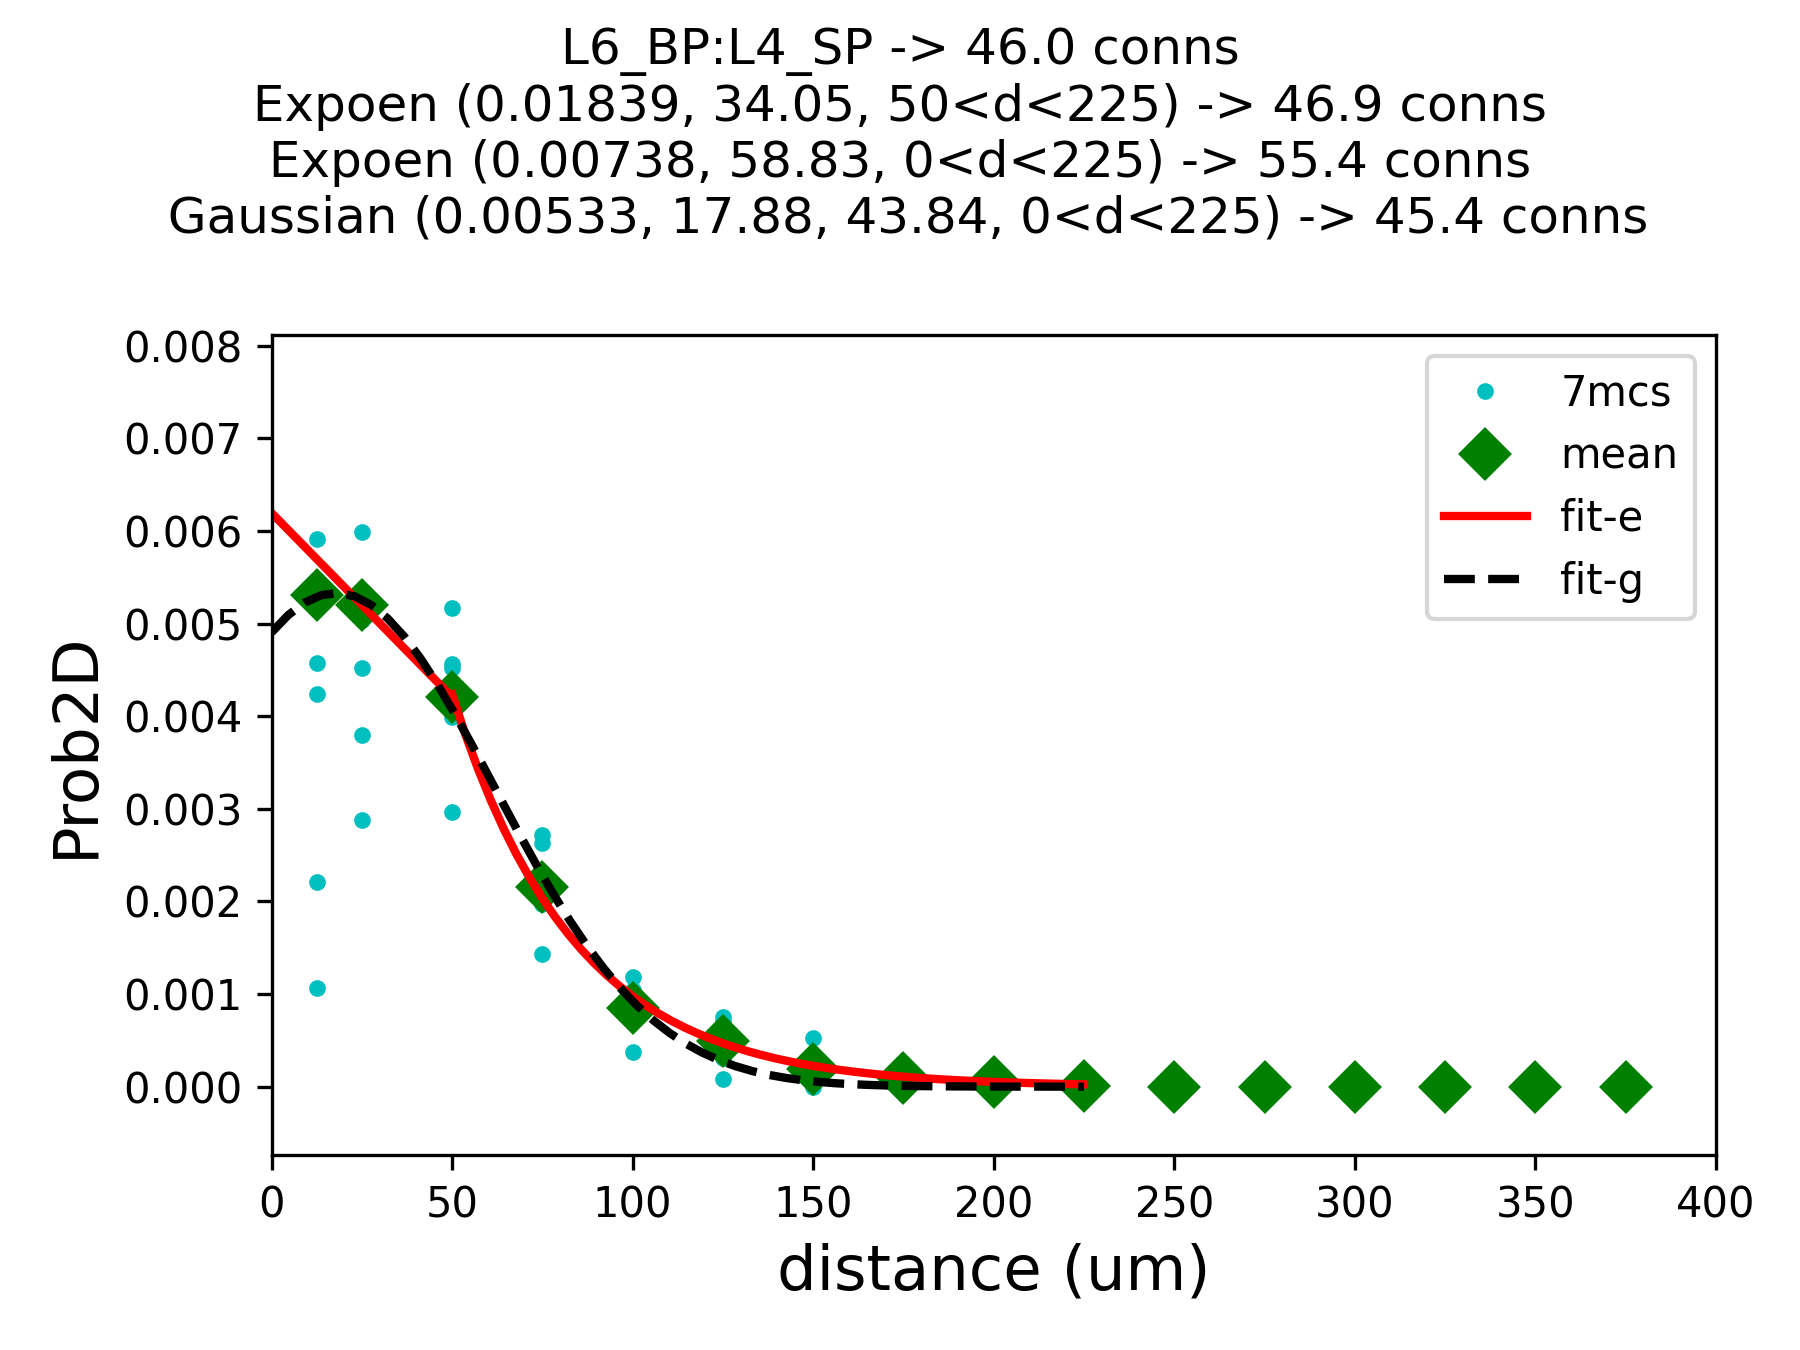 L6_BP:L4_SP -> 46.0 conns
Expoen (0.01839, 34.05, 50<d<225) -> 46.9 conns
Expoen (0.00738, 58.83, 0<d<225) -> 55.4 conns
Gaussian (0.00533, 17.88, 43.84, 0<d<225) -> 45.4 conns
0.008
0.007
0.006
0.005
0.004
0.003
0.002
0.001
0.000
Prob2D
7mcs
mean
fit-e
fit-g
0 50 100 150 200 250 300 350 400
distance (um)